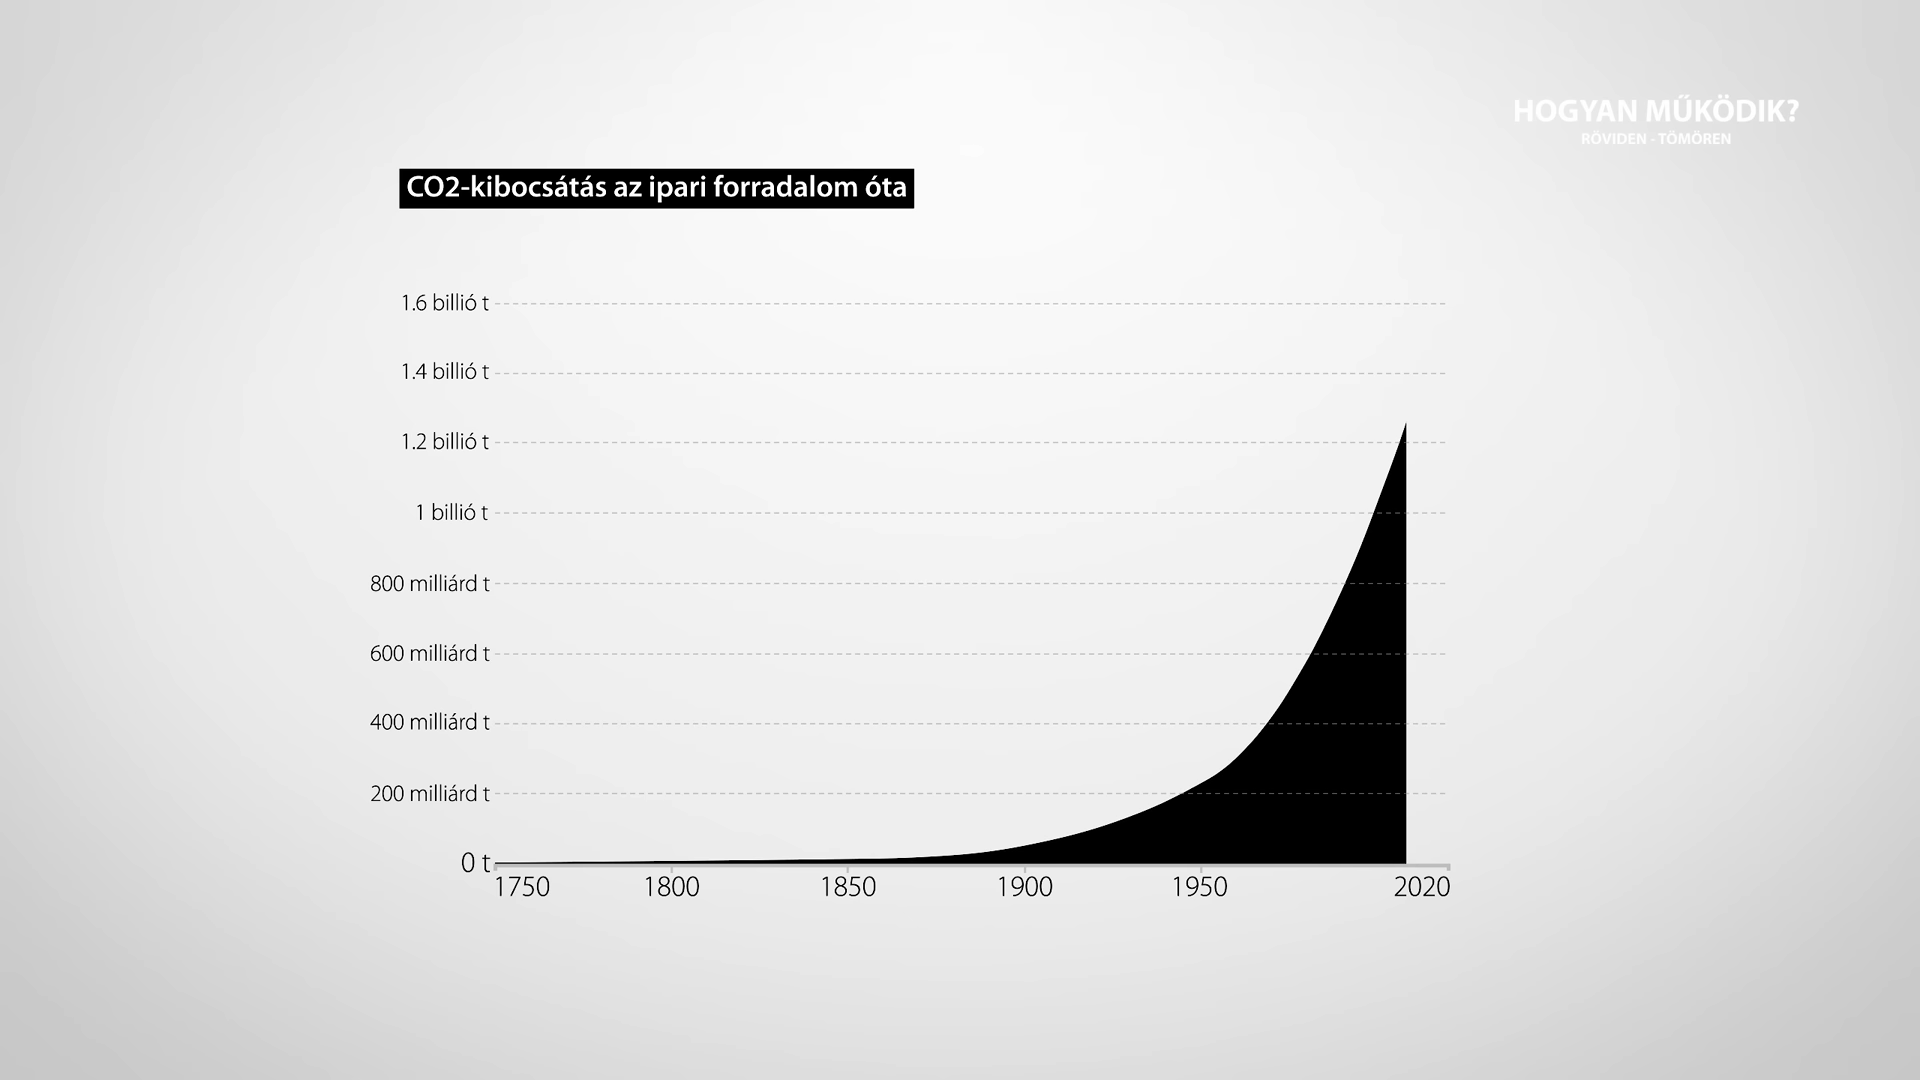 HOGYAN MŰKÖDIK?
RÖVIDEN - TÖMÖREN
CO2-kibocsátás az ipari forradalom óta
1.6 billió t
1.4 billió t
1.2 billió t
1 billió t
800 milliárd t
600 milliárd t
400 milliárd t
200 milliárd t
0 t
1750 1800 1850 1900 1950 2020